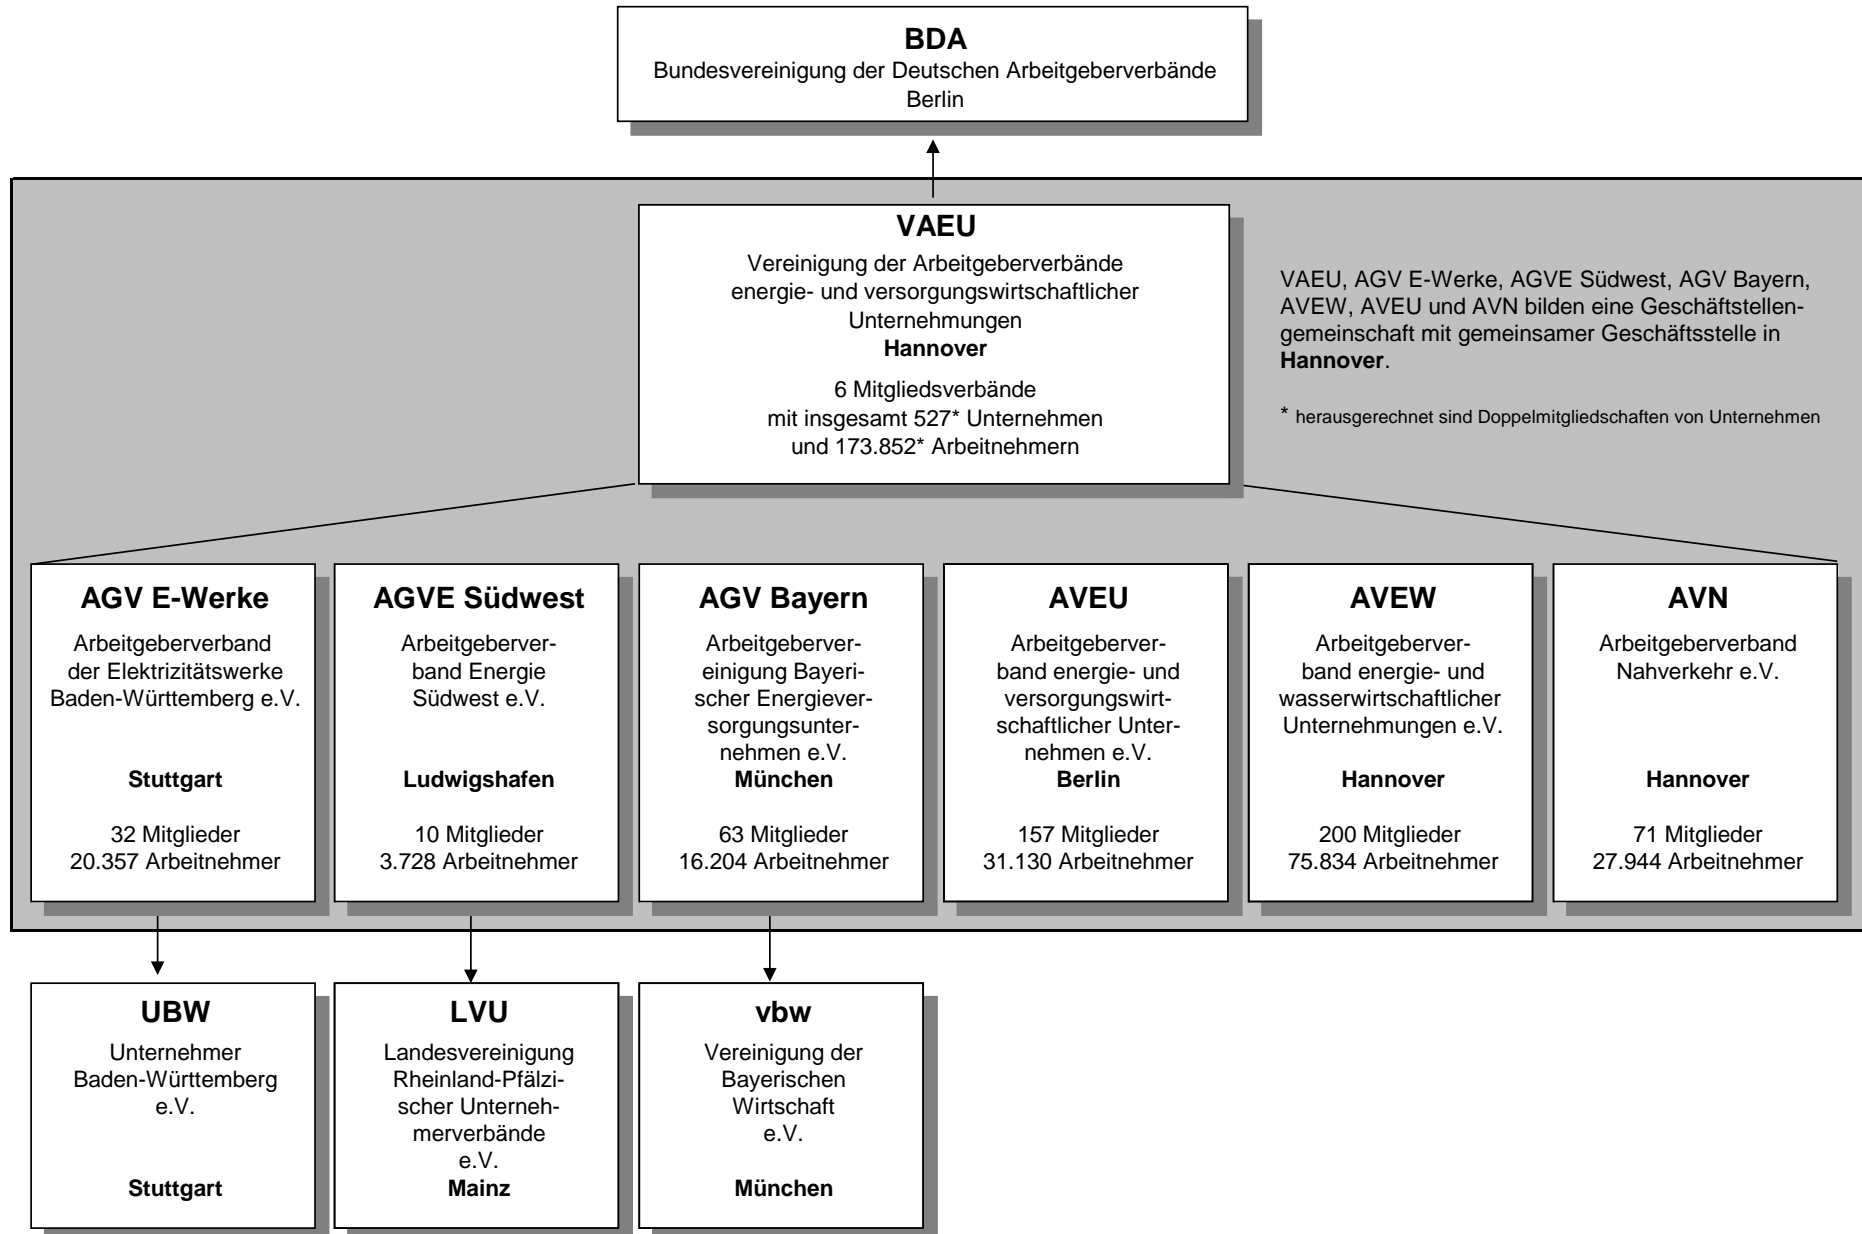 BDA
Bundesvereinigung der Deutschen Arbeitgeberverbände
Berlin
VAEU
Vereinigung der Arbeitgeberverbände
energie- und versorgungswirtschaftlicher
Unternehmungen
Hannover
6 Mitgliedsverbände
mit insgesamt 527* Unternehmen
und 173.852* Arbeitnehmern
VAEU, AGV E-Werke, AGVE Südwest, AGV Bayern,
AVEW, AVEU und AVN bilden eine Geschäftstellen-
gemeinschaft mit gemeinsamer Geschäftsstelle in
Hannover.
* herausgerechnet sind Doppelmitgliedschaften von Unternehmen
AGV E-Werke
Arbeitgeberverband
der Elektrizitätswerke
Baden-Württemberg e.V.
Stuttgart
32 Mitglieder
20.357 Arbeitnehmer
AGVE Südwest
Arbeitgeberver-
band Energie
Südwest e.V.
Ludwigshafen
10 Mitglieder
3.728 Arbeitnehmer
AGV Bayern
Arbeitgeberver-
einigung Bayeri-
scher Energiever-
sorgungsunter-
nehmen e.V.
München
63 Mitglieder
16.204 Arbeitnehmer
AVEU
Arbeitgeberver-
band energie- und
versorgungswirt-
schaftlicher Unter-
nehmen e.V.
Berlin
157 Mitglieder
31.130 Arbeitnehmer
AVEW
Arbeitgeberver-
band energie- und
wasserwirtschaftlicher
Unternehmungen e.V.
Hannover
200 Mitglieder
75.834 Arbeitnehmer
AVN
Arbeitgeberverband
Nahverkehr e.V.
Hannover
71 Mitglieder
27.944 Arbeitnehmer
UBW
Unternehmer
Baden-Württemberg
e.V.
Stuttgart
LVU
Landesvereinigung
Rheinland-Pfälzi-
scher Unterneh-
merverbände
e.V.
Mainz
vbw
Vereinigung der
Bayerischen
Wirtschaft
e.V.
München